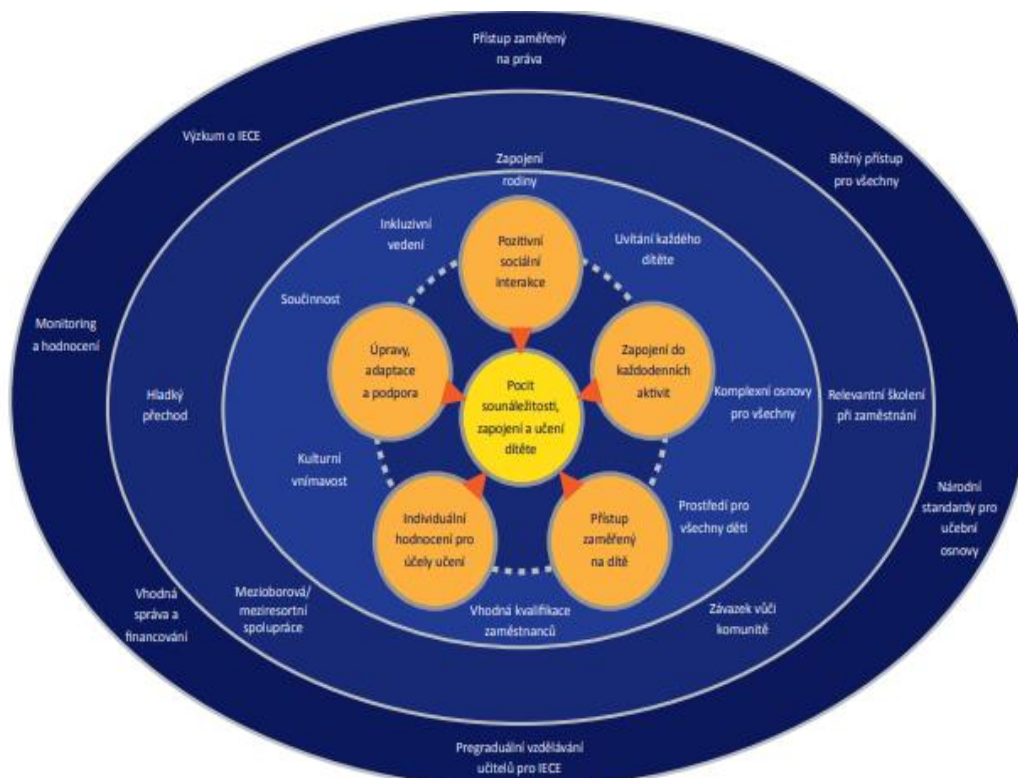 Přístup zaměřený
na práva
Výzkum o IECE
Běžný přístup
pro všechny
Zapojení
rodiny
Inkluzivní
vedení
Uvítání každého
dítěte
Pozitivní
sociální
interakce
Součinnost
Monitoring
a hodnocení
Úpravy,
adaptace
a podpora
Zapojení do
každodenních
aktivit
Pocit
sounáležitosti,
zapojení a učení
dítěte
Hladký
přechod
Komplexní osnovy
pro všechny
Relevantní školení
při zaměstnání
Kulturní
vnímavost
Národní
standardy pro
učební
osnovy
Individuální
hodnocení pro
účely učení
Přístup
zaměřený
na dítě
Prostředí pro
všechny děti
Vhodná
správa a
financování
Mezioborová/
meziresortní
spolupráce
Vhodná kvalifikace
zaměstnanců
Závazek vůči
komunitě
Pregraduální vzdělávání
učitelů pro IECE